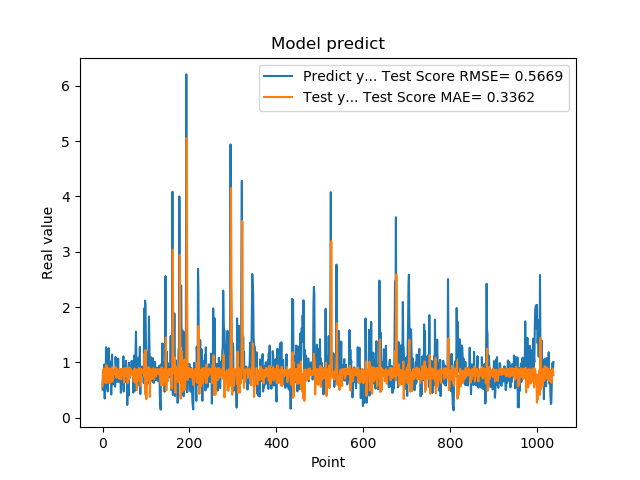 Model predict
Predict y... Test Score RMSE= 0.5669
Test y... Test Score MAE= 0.3362
6
5
4
3
2
1
0
Real value
0 200 400 600 800 1000
Point